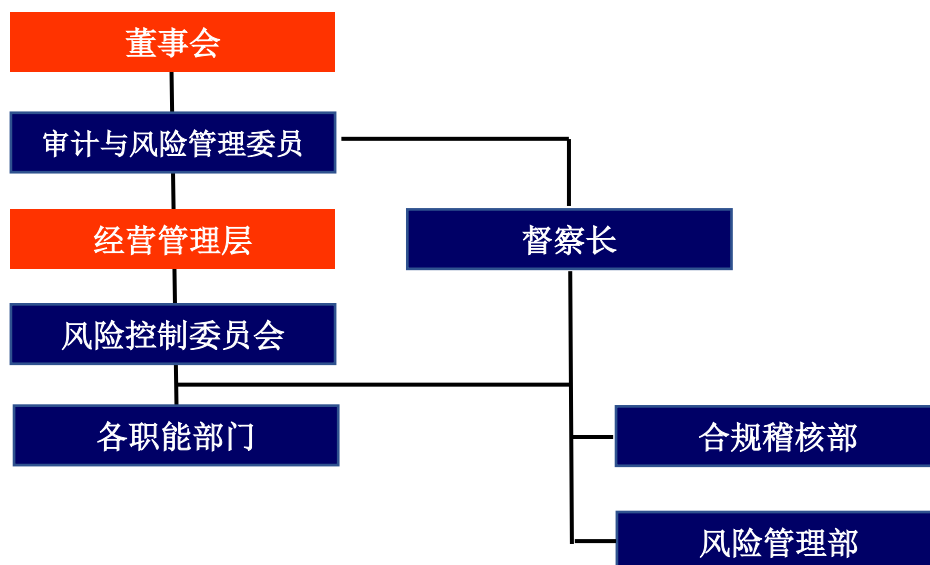 董事会
审计与风险管理委员
经营管理层
督察长
风险控制委员会
各职能部门
合规稽核部
风险管理部